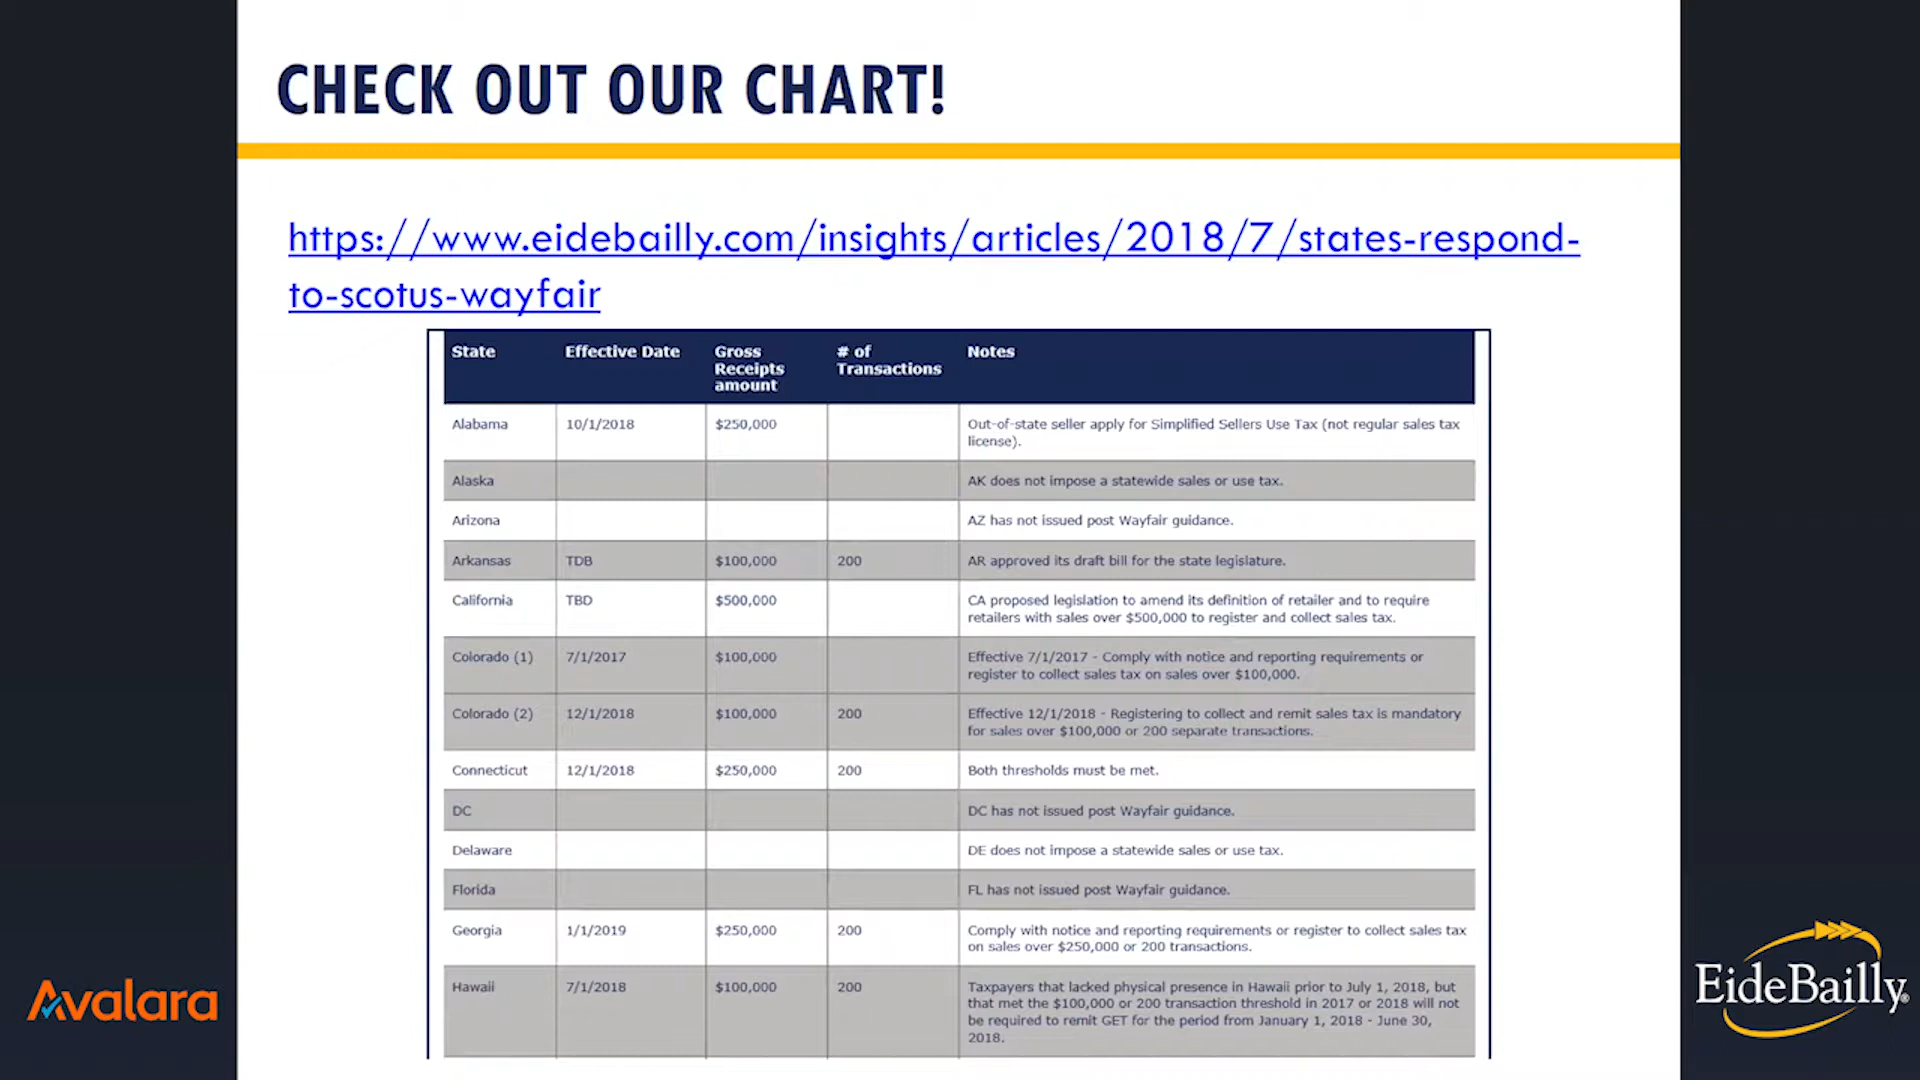 CHECK OUT OUR CHART!
https://www.eidebailly.com/insights/articles/2018/7/states-respond-
to-scotus-wayfair
State Effective Date Gross Receipts amount # of Transactions Notes
Alabama 10/1/2018 $250,000 Out-of-state seller apply for Simplified Sellers Use Tax (not regular sales tax
license).
Alaska AK does not impose a statewide sales or use tax.
Arizona AZ has not issued post Wayfair guidance.
Arkansas TDB $100,000 200 AR approved its draft bill for the state legislature.
California TBD $500,000 CA proposed legislation to amend its definition of retailer and to require
retailers with sales over $500,000 to register and collect sales tax.
Colorado (1) 7/1/2017 $100,000 Effective 7/1/2017 - Comply with notice and reporting requirements or
register to collect sales tax on sales over $100,000.
Colorado (2) 12/1/2018 $100,000 200 Effective 12/1/2018 - Registering to collect and remit sales tax is mandatory
for sales over $100,000 or 200 separate transactions.
Connecticut 12/1/2018 $250,000 200 Both thresholds must be met.
DC DC has not issued post Wayfair guidance.
Delaware DE does not impose a statewide sales or use tax.
Florida FL has not issued post Wayfair guidance.
Georgia 1/1/2019 $250,000 200 Comply with notice and reporting requirements or register to collect sales tax
on sales over $250,000 or 200 transactions.
Hawaii 7/1/2018 $100,000 200 Taxpayers that lacked physical presence in Hawaii prior to July 1, 2018, but
that met the $100,000 or 200 transaction threshold in 2017 or 2018 will not
be required to remit GET for the period from January 1, 2018 - June 30,
2018.
Avalara
EideBailly®